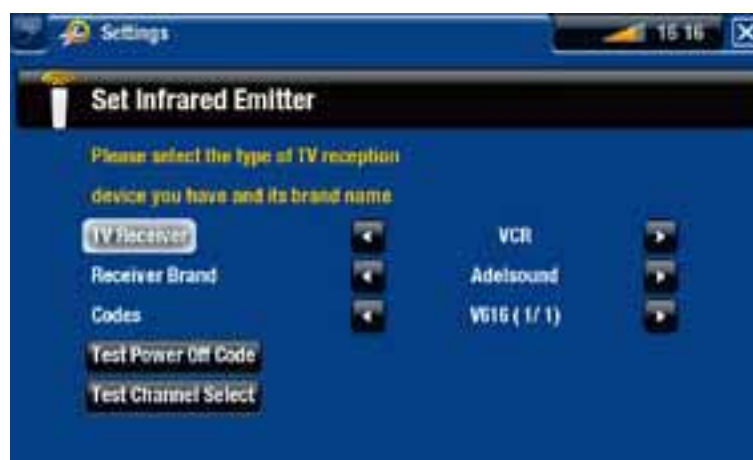 Settings
16 16
Set Infrared Emitter
Please select the type of TV reception
device you have and its brand name
TV Receiver VCR
Receiver Brand Adelsound
Codes V616 ( 1/ 1)
Test Power Off Code
Test Channel Select